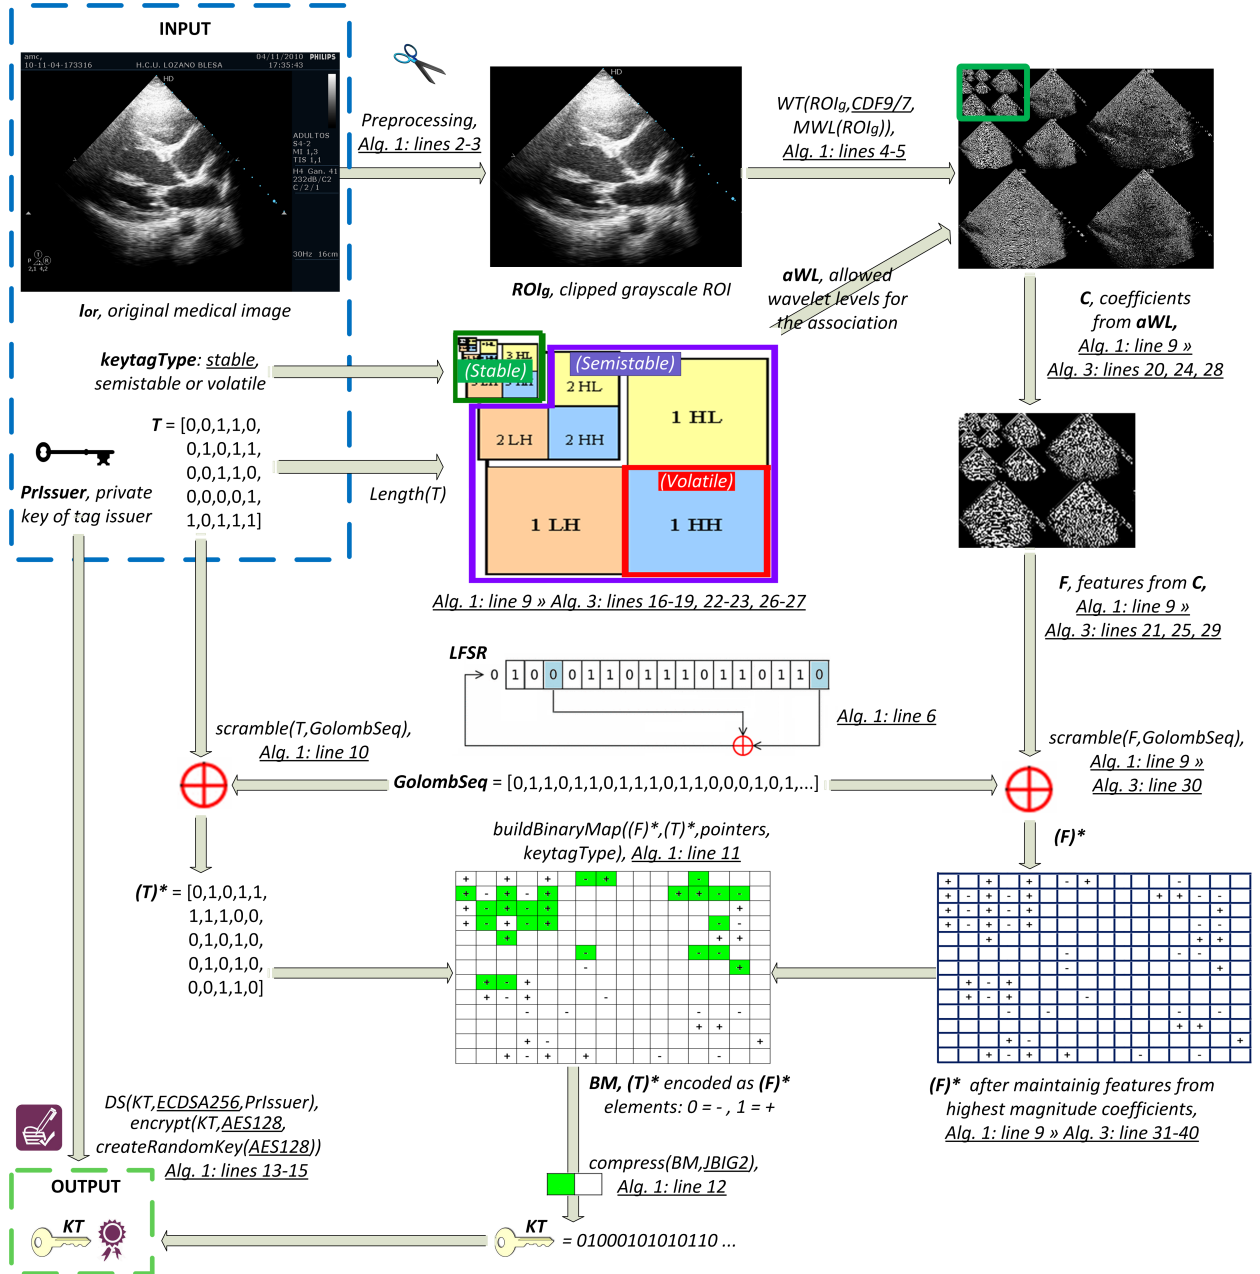 INPUT
amc,
10-11-04-173316
H.C.U. LOZANO BLESA
04/11/2010 PHILIPS
17:35:43
HD
ADULTOS
S4-2
MI 1,3
TIS 1,1
H4 Gan. 41
232dB/C2
C / 2 / 1
30Hz 16cm
P R
2,1 4,2
Ior, original medical image
Preprocessing,
Alg. 1: lines 2-3
HD
ROIg, clipped grayscale ROI
WT(ROIg,CDF9/7,
MWL(ROIg)),
Alg. 1: lines 4-5
aWL, allowed
wavelet levels for
the association
C, coefficients
from aWL,
Alg. 1: line 9 »
Alg. 3: lines 20, 24, 28
keytagType: stable,
semistable or volatile
T = [0,0,1,1,0,
0,1,0,1,1,
0,0,1,1,0,
0,0,0,0,1,
1,0,1,1,1]
PrIssuer, private
key of tag issuer
Length(T)
3 HL
(Stable)
(Semistable)
2 HL
2 LH
2 HH
1 HL
(Volatile)
1 LH
1 HH
Alg. 1: line 9 » Alg. 3: lines 16-19, 22-23, 26-27
F, features from C,
Alg. 1: line 9 »
Alg. 3: lines 21, 25, 29
LFSR
0 1 0 0 0 1 1 0 1 1 1 0 1 1 0 1 1 0
Alg. 1: line 6
scramble(T,GolombSeq),
Alg. 1: line 10
GolombSeq = [0,1,1,0,1,1,0,1,1,1,0,1,1,0,0,0,1,0,1,...]
scramble(F,GolombSeq),
Alg. 1: line 9 »
Alg. 3: line 30
(F)*
buildBinaryMap((F)*,(T)*,pointers,
keytagType), Alg. 1: line 11
(T)* = [0,1,0,1,1,
1,1,1,0,0,
0,1,0,1,0,
0,1,0,1,0,
0,0,1,1,0]
BM, (T)* encoded as (F)*
elements: 0 = - , 1 = +
(F)* after maintainig features from
highest magnitude coefficients,
Alg. 1: line 9 » Alg. 3: line 31-40
DS(KT,ECDSA256,PrIssuer),
encrypt(KT,AES128,
createRandomKey(AES128))
Alg. 1: lines 13-15
compress(BM,JBIG2),
Alg. 1: line 12
OUTPUT
KT
KT
= 01000101010110 ...